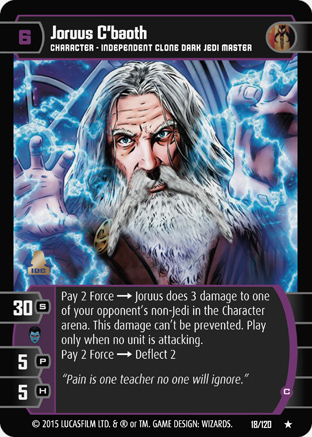 6
Joruus C'baoth
CHARACTER - INDEPENDENT CLONE DARK JEDI MASTER
IDC
30 S
Pay 2 Force → Joruus does 3 damage to one
of your opponent's non-Jedi in the Character
arena. This damage can't be prevented. Play
only when no unit is attacking.
5 P
Pay 2 Force → Deflect 2
5 H
"Pain is one teacher no one will ignore."
C
© 2015 LUCASFILM LTD. & ® or TM. GAME DESIGN: WIZARDS.
18/120